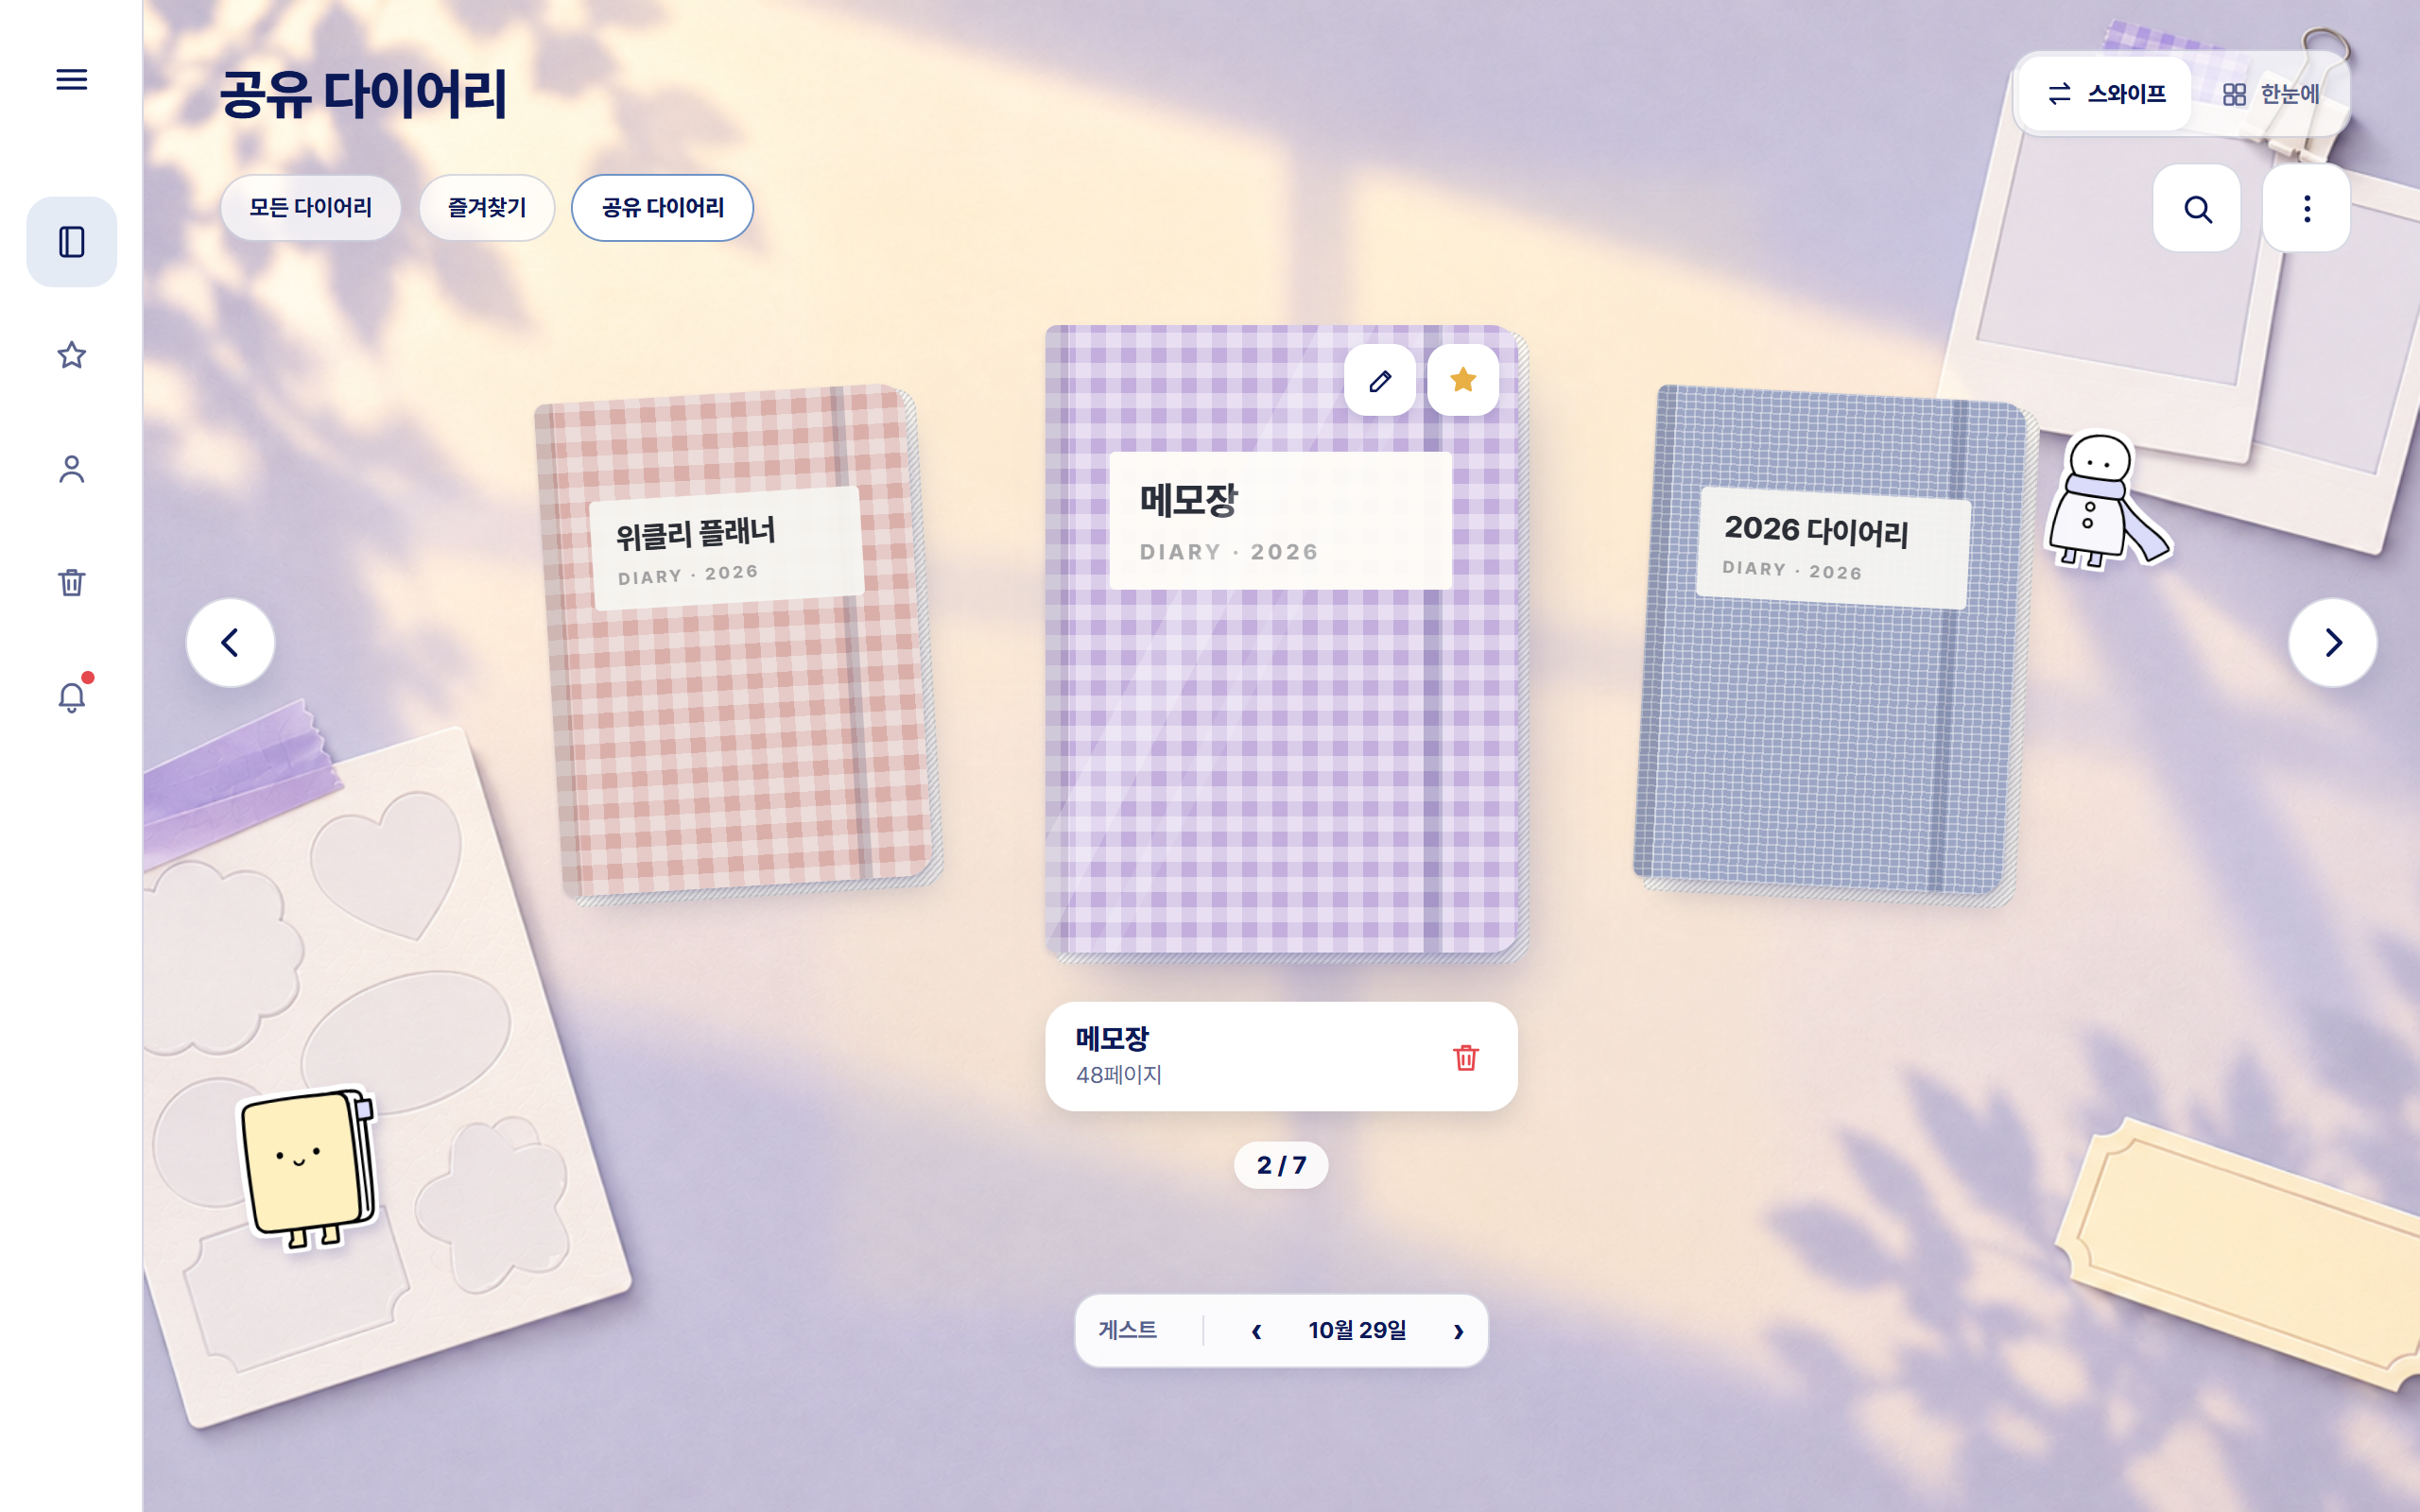 공유 다이어리
스와이프
한눈에
모든 다이어리
즐겨찾기
공유 다이어리
위클리 플래너
DIARY · 2026
메모장
DIARY · 2026
2026 다이어리
DIARY · 2026
메모장
48페이지
2 / 7
게스트
‹ 10월 29일 ›